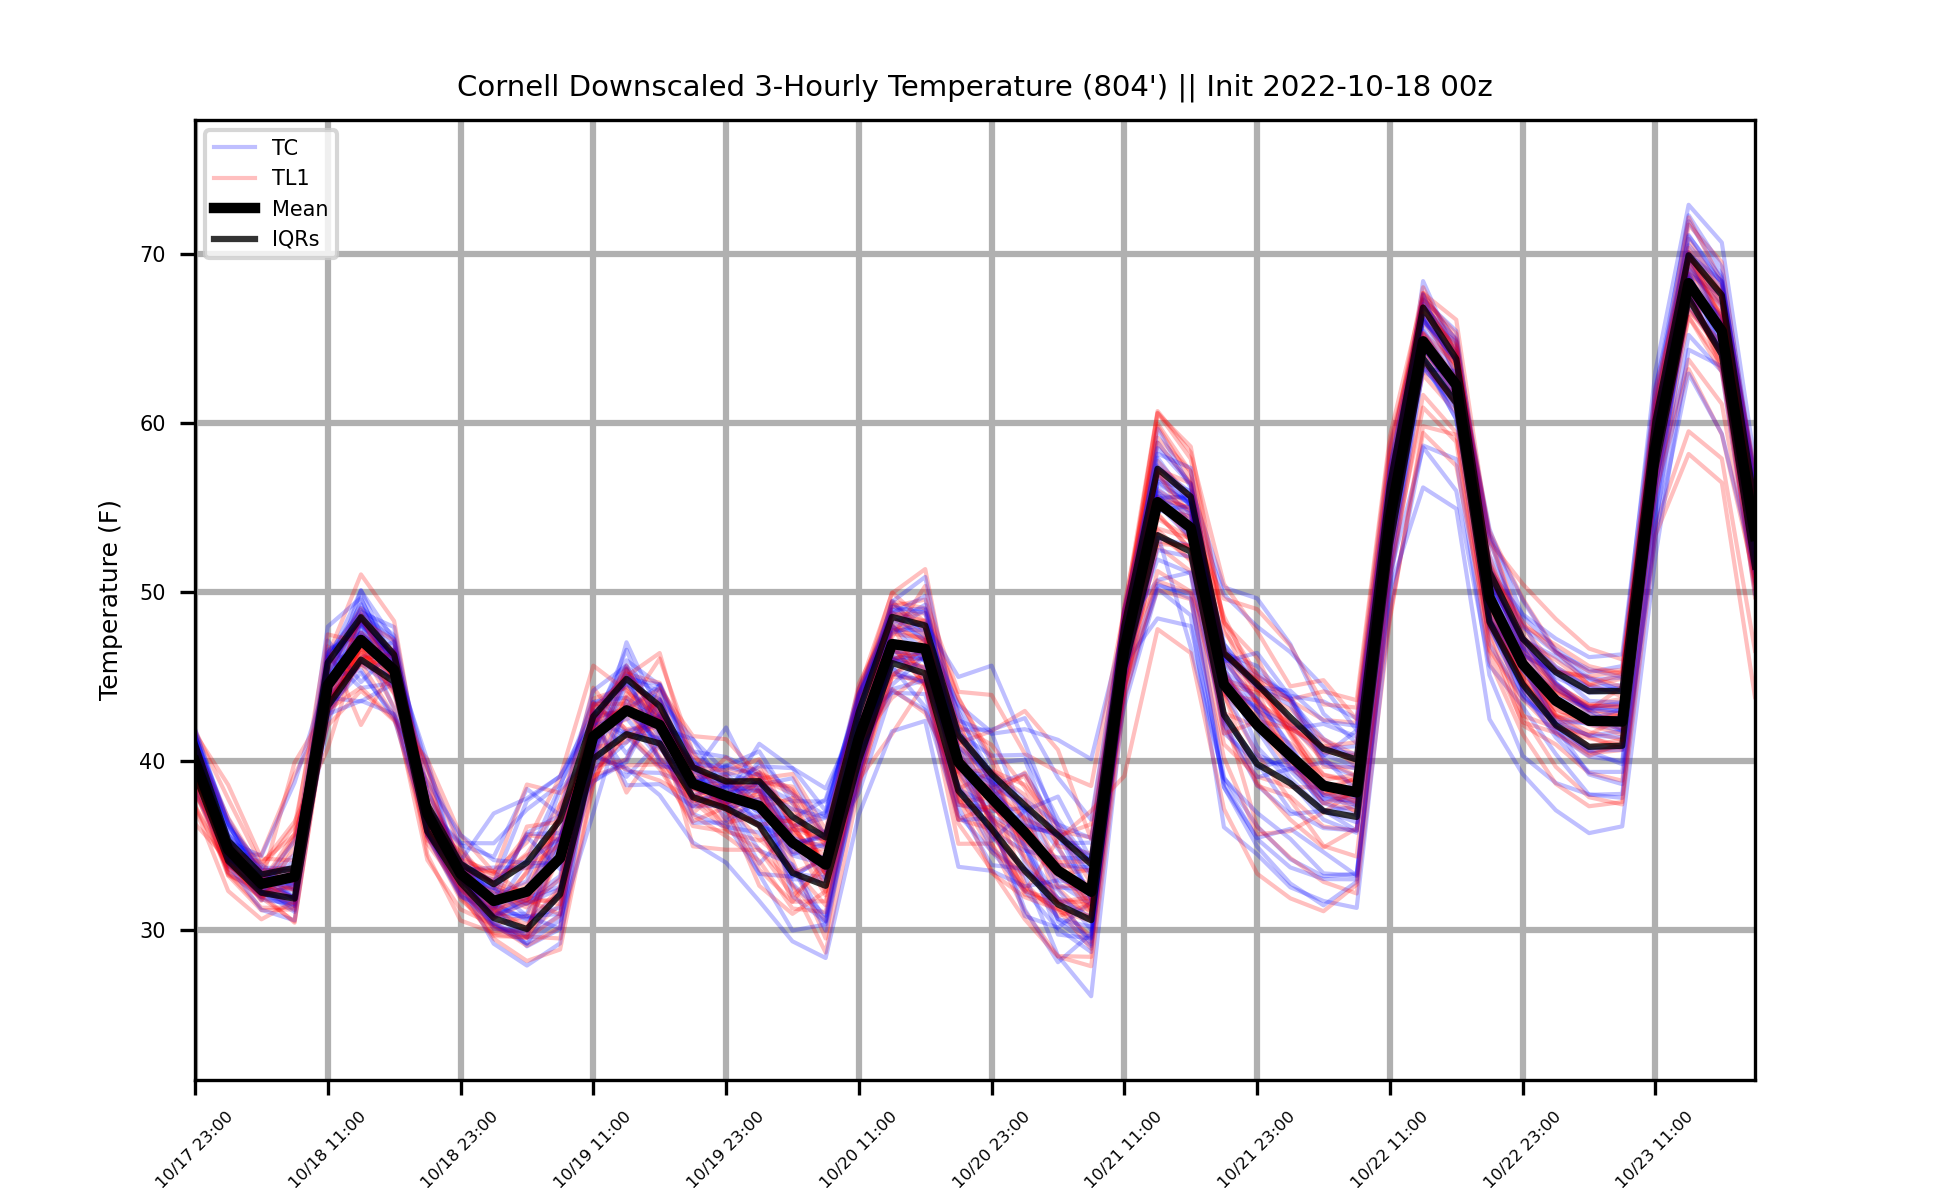 Cornell Downscaled 3-Hourly Temperature (804') || Init 2022-10-18 00z
TC
TL1
Mean
IQRs
Temperature (F)
70
60
50
40
30
10/17 23:00
10/18 11:00
10/18 23:00
10/19 11:00
10/19 23:00
10/20 11:00
10/20 23:00
10/21 11:00
10/21 23:00
10/22 11:00
10/22 23:00
10/23 11:00